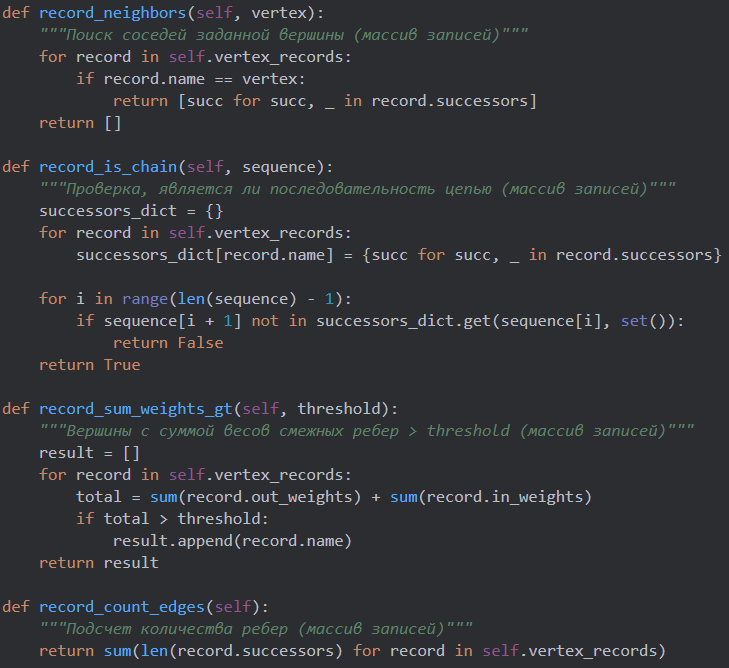 def record_neighbors(self, vertex):
    """Поиск соседей заданной вершины (массив записей)"""
    for record in self.vertex_records:
        if record.name == vertex:
            return [succ for succ, _ in record.successors]
    return []

def record_is_chain(self, sequence):
    """Проверка, является ли последовательность цепью (массив записей)"""
    successors_dict = {}
    for record in self.vertex_records:
        successors_dict[record.name] = {succ for succ, _ in record.successors}

    for i in range(len(sequence) - 1):
        if sequence[i + 1] not in successors_dict.get(sequence[i], set()):
            return False
    return True

def record_sum_weights_gt(self, threshold):
    """Вершины с суммой весов смежных ребер > threshold (массив записей)"""
    result = []
    for record in self.vertex_records:
        total = sum(record.out_weights) + sum(record.in_weights)
        if total > threshold:
            result.append(record.name)
    return result

def record_count_edges(self):
    """Подсчет количества ребер (массив записей)"""
    return sum(len(record.successors) for record in self.vertex_records)